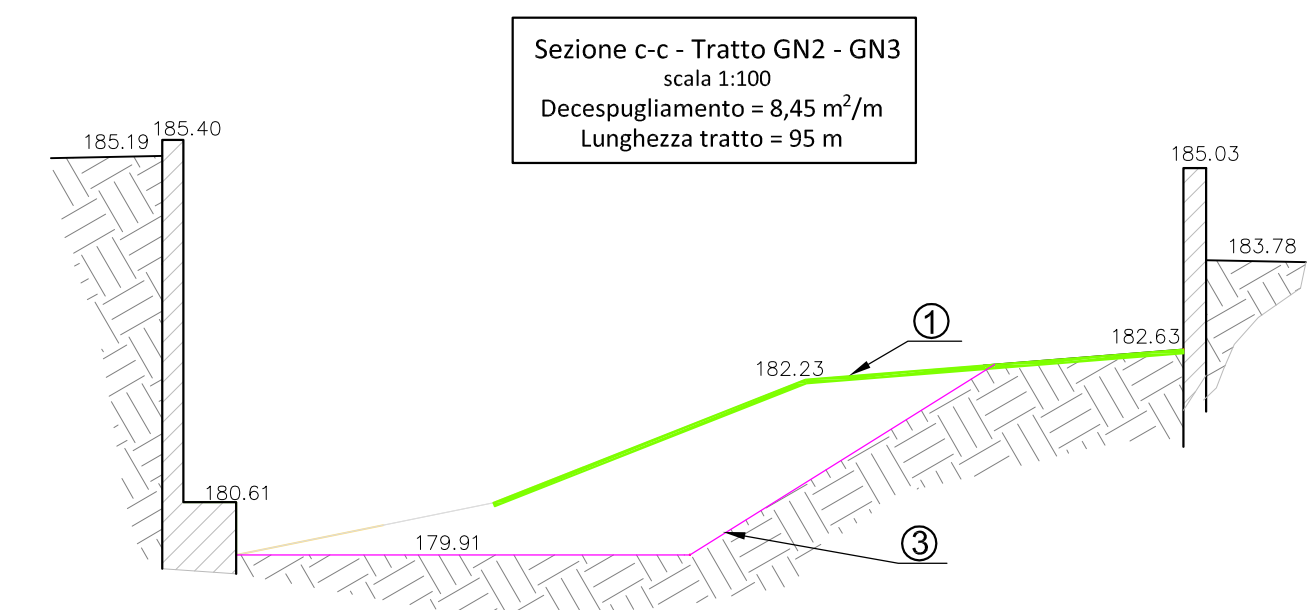 Sezione c-c - Tratto GN2 - GN3
scala 1:100
Decespugliamento = 8,45 m²/m
Lunghezza tratto = 95 m
185.19
185.40
185.03
183.78
1
182.63
182.23
180.61
179.91
3